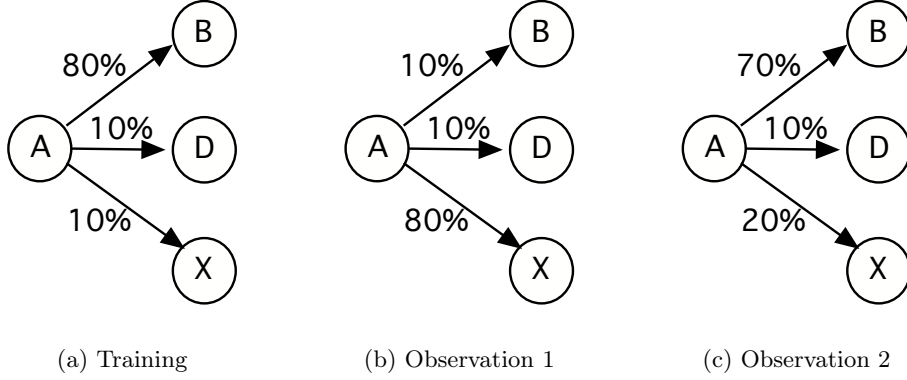 B
80%
A
10%
D
10%
X
(a) Training
B
10%
A
10%
D
80%
X
(b) Observation 1
B
70%
A
10%
D
20%
X
(c) Observation 2